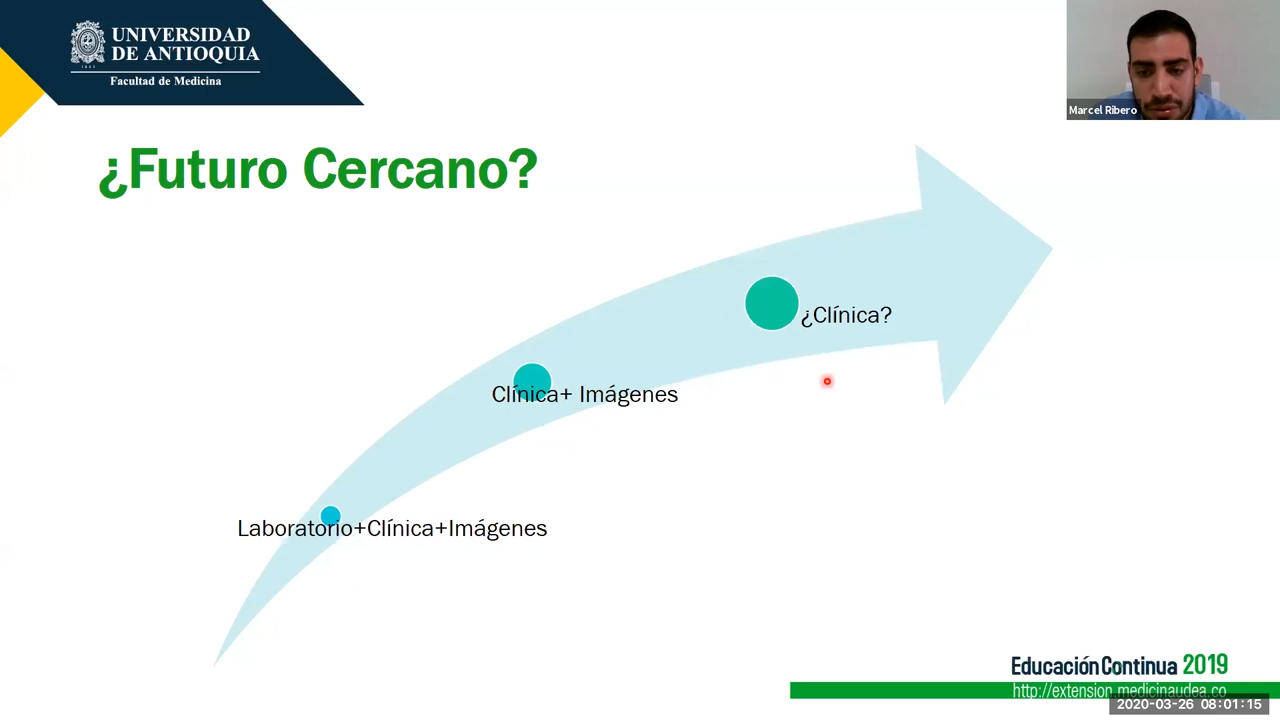 UNIVERSIDAD
DE ANTIOQUIA
1803
Facultad de Medicina
Marcel Ribero
¿Futuro Cercano?
¿Clínica?
Clínica+ Imágenes
Laboratorio+Clínica+Imágenes
Educación Continua 2019
http://extension.medicinaudea.co
2020-03-26 08:01:15